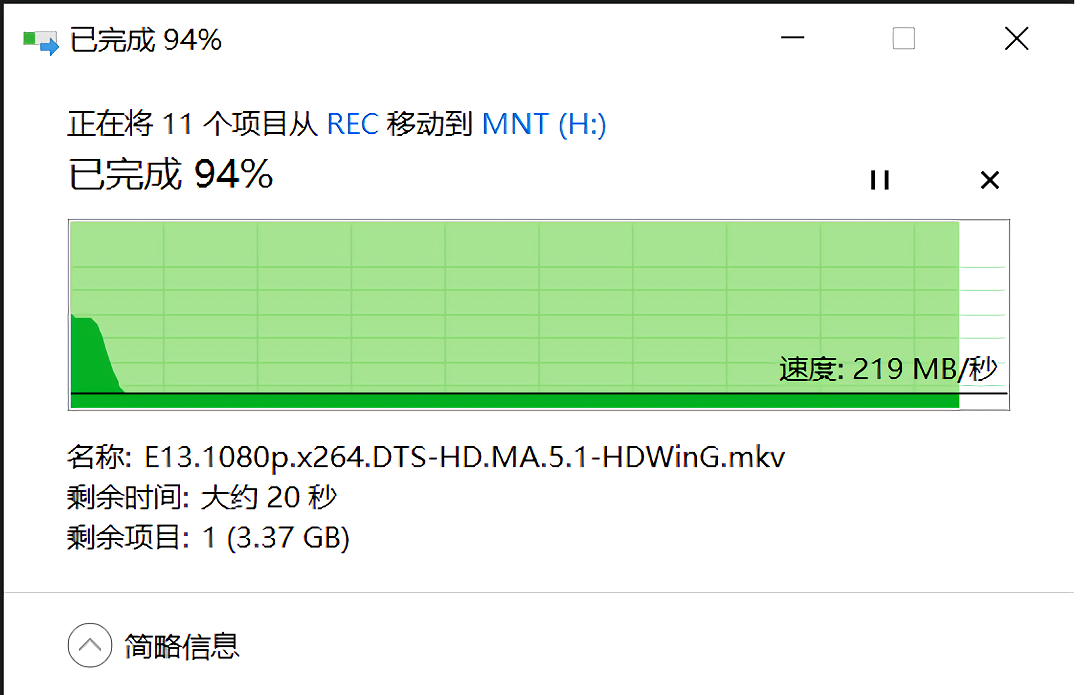 已完成 94%
正在将 11 个项目从 REC 移动到 MNT (H:)
已完成 94%
速度: 219 MB/秒
名称: E13.1080p.x264.DTS-HD.MA.5.1-HDWinG.mkv
剩余时间: 大约 20 秒
剩余项目: 1 (3.37 GB)
简略信息